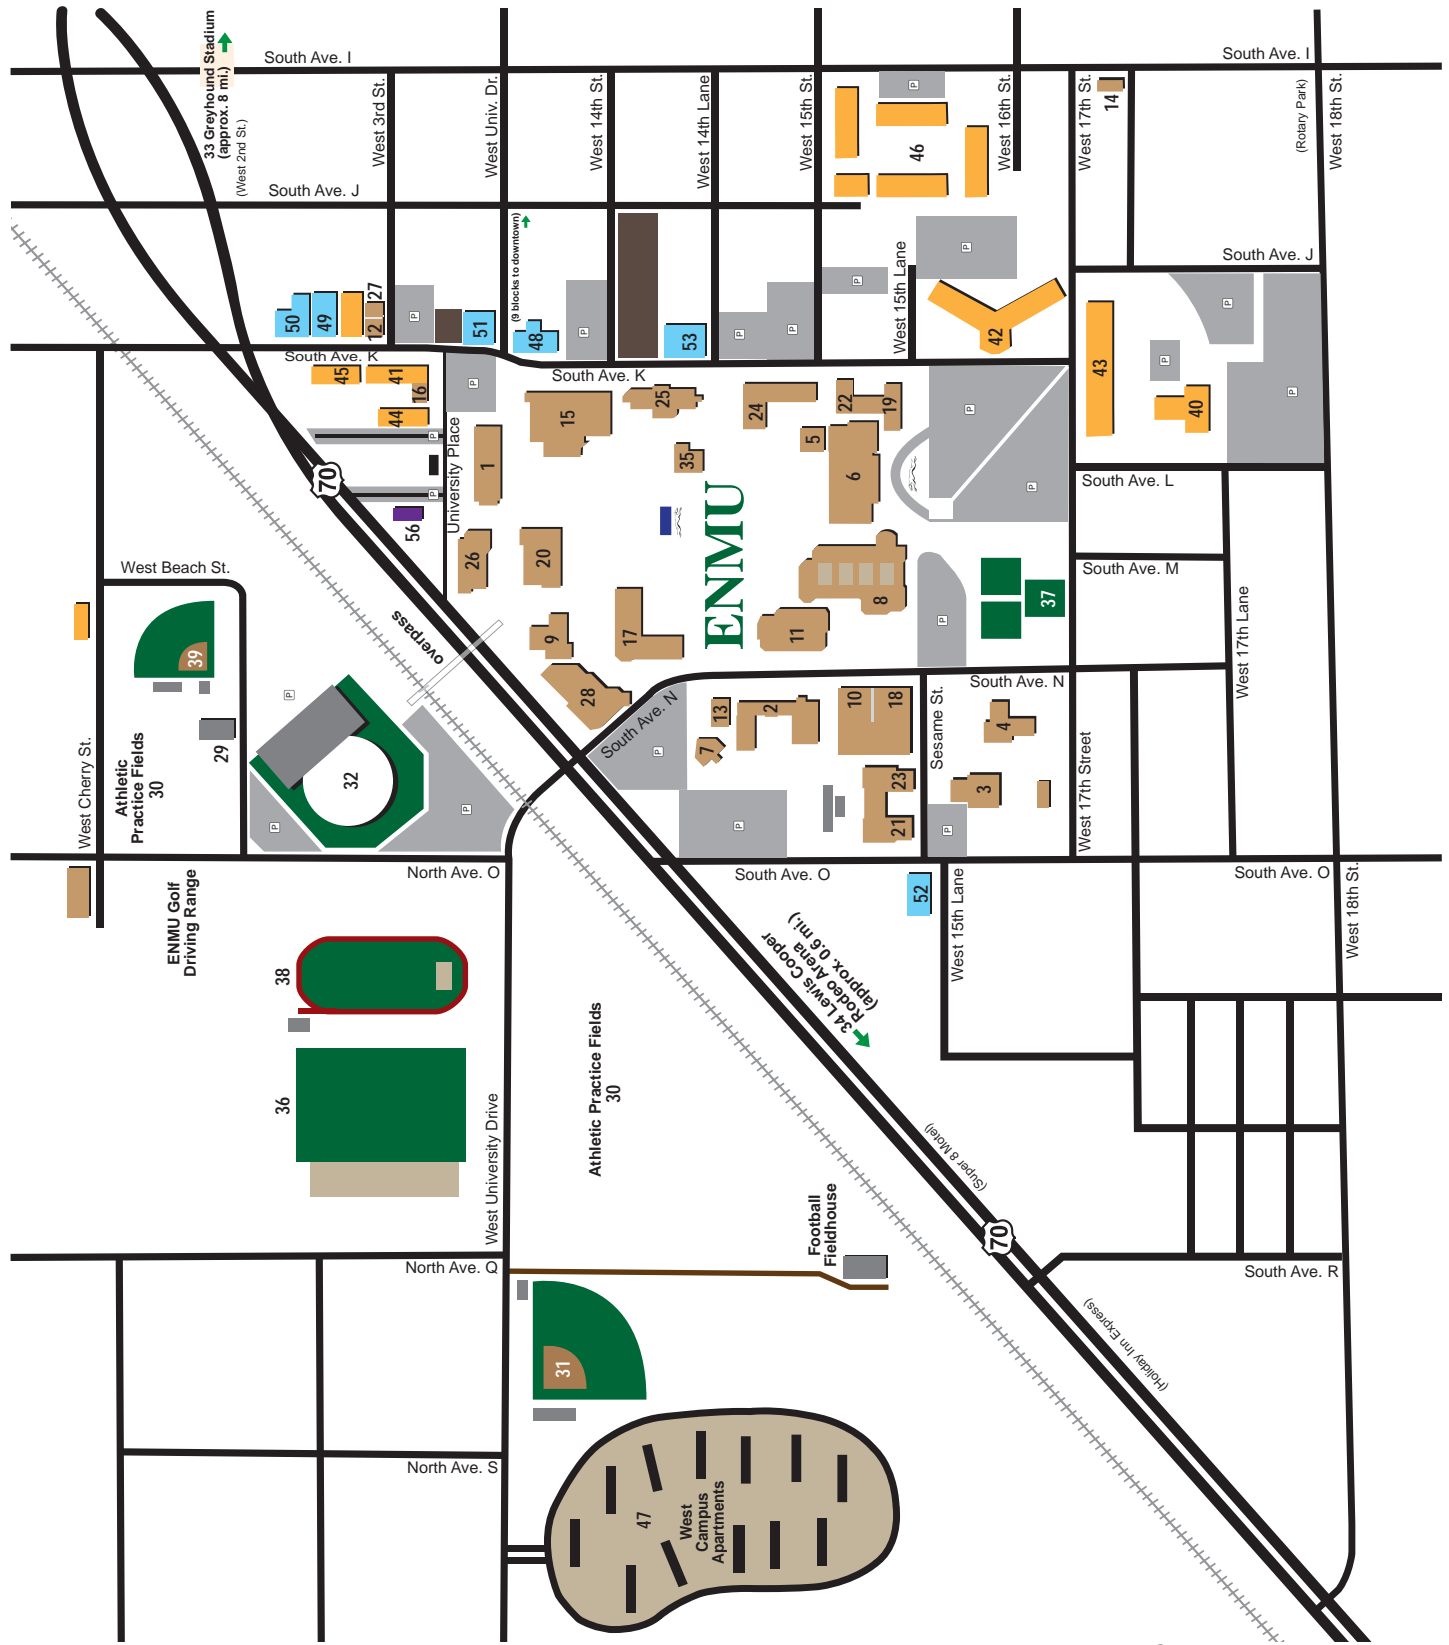 South Ave. I
South Ave. I
33 Greyhound Stadium
(approx. 8 mi.)
(West 2nd St.)
West 3rd St.
West Univ. Dr.
West 14th St.
West 14th Lane
West 15th St.
West 16th St.
West 17th St.
14
(Rotary Park)
West 18th St.
46
South Ave. J
(9 blocks to downtown)
West 15th Lane
South Ave. J
P
P
P
P
P
P
P
P
50
49
12
27
51
48
53
42
43
South Ave. K
South Ave. K
45
41
16
44
P
P
P
University Place
15
25
24
22
19
5
6
35
1
P
P
P
P
40
70
56
26
20
ENMU
South Ave. L
South Ave. M
West 17th Lane
West Beach St.
overpass
39
9
17
11
8
37
P
28
South Ave. N
South Ave. N
13
2
7
10
18
Sesame St.
4
3
23
21
West 17th Street
P
P
P
P
P
P
29
32
West Cherry St.
Athletic
Practice Fields
30
North Ave. O
South Ave. O
South Ave. O
52
West 15th Lane
West 18th St.
ENMU Golf
Driving Range
38
36
34 Lewis Cooper
Rodeo Arena
(approx. 0.6 mi.)
Athletic Practice Fields
30
West University Drive
(Super 8 Motel)
Football
Fieldhouse
70
North Ave. Q
South Ave. R
(Holiday Inn Express)
31
North Ave. S
47
West
Campus
Apartments